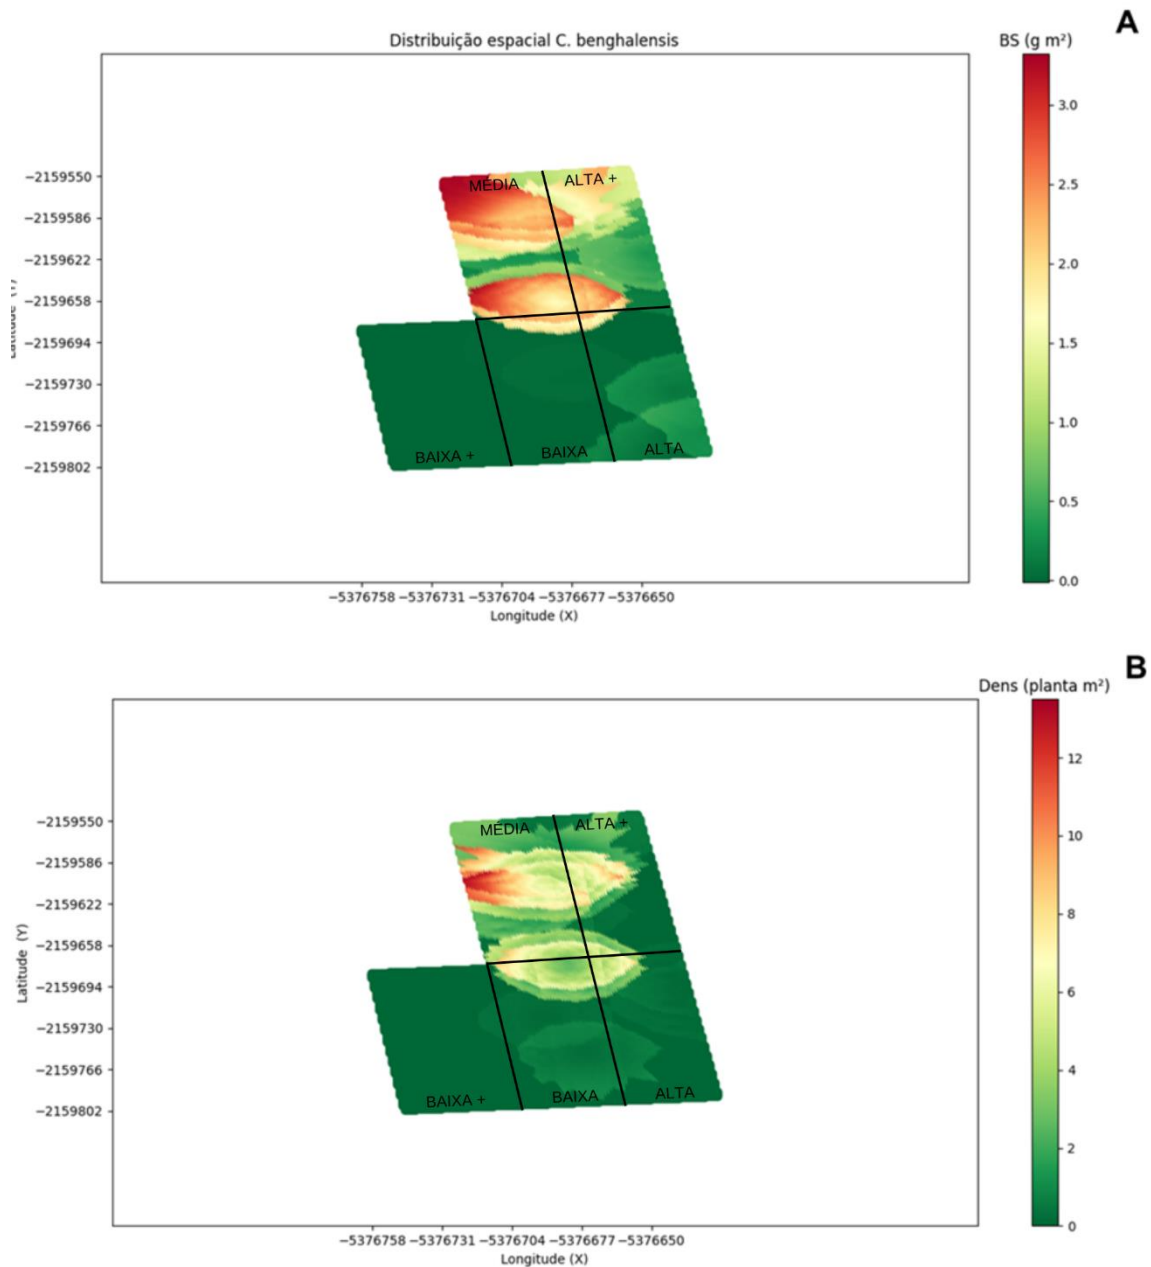 A
Distribuição espacial C. benghalensis
BS (g m²)
3.0
2.5
2.0
1.5
1.0
0.5
0.0
−2159550
−2159586
−2159622
−2159658
−2159694
−2159730
−2159766
−2159802
MÉDIA
ALTA +
BAIXA +
BAIXA
ALTA
−5376758 −5376731 −5376704 −5376677 −5376650
Longitude (X)
B
Dens (planta m²)
12
10
8
6
4
2
0
Latitude (Y)
−2159550
−2159586
−2159622
−2159658
−2159694
−2159730
−2159766
−2159802
MÉDIA
ALTA +
BAIXA +
BAIXA
ALTA
−5376758 −5376731 −5376704 −5376677 −5376650
Longitude (X)